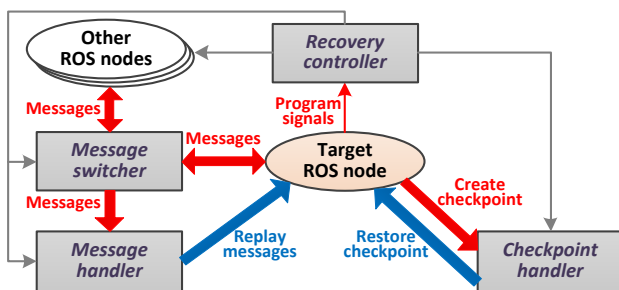 Other
ROS nodes
Recovery
controller
Messages
Program
signals
Message
switcher
Messages
Target
ROS node
Messages
Create
checkpoint
Message
handler
Replay
messages
Restore
checkpoint
Checkpoint
handler